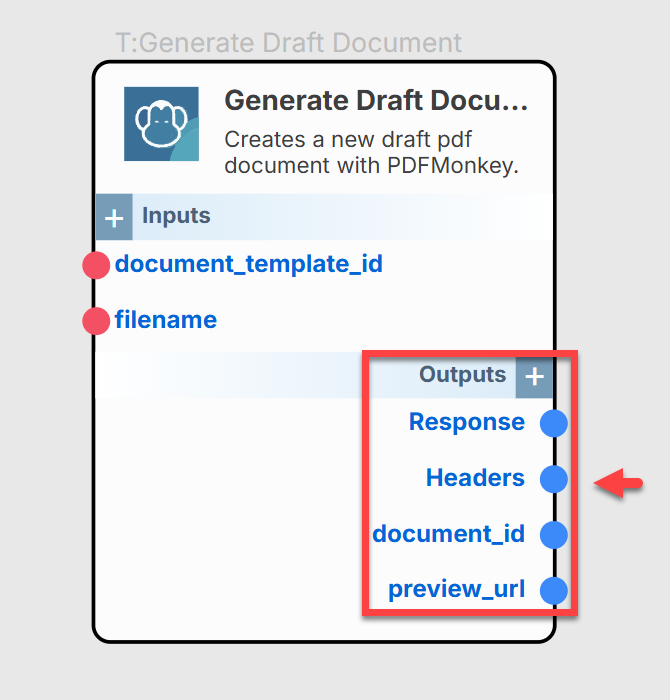 T:Generate Draft Document
Generate Draft Docu...
Creates a new draft pdf
document with PDFMonkey.
+ Inputs
document_template_id
filename
Outputs +
Response
Headers
document_id
preview_url